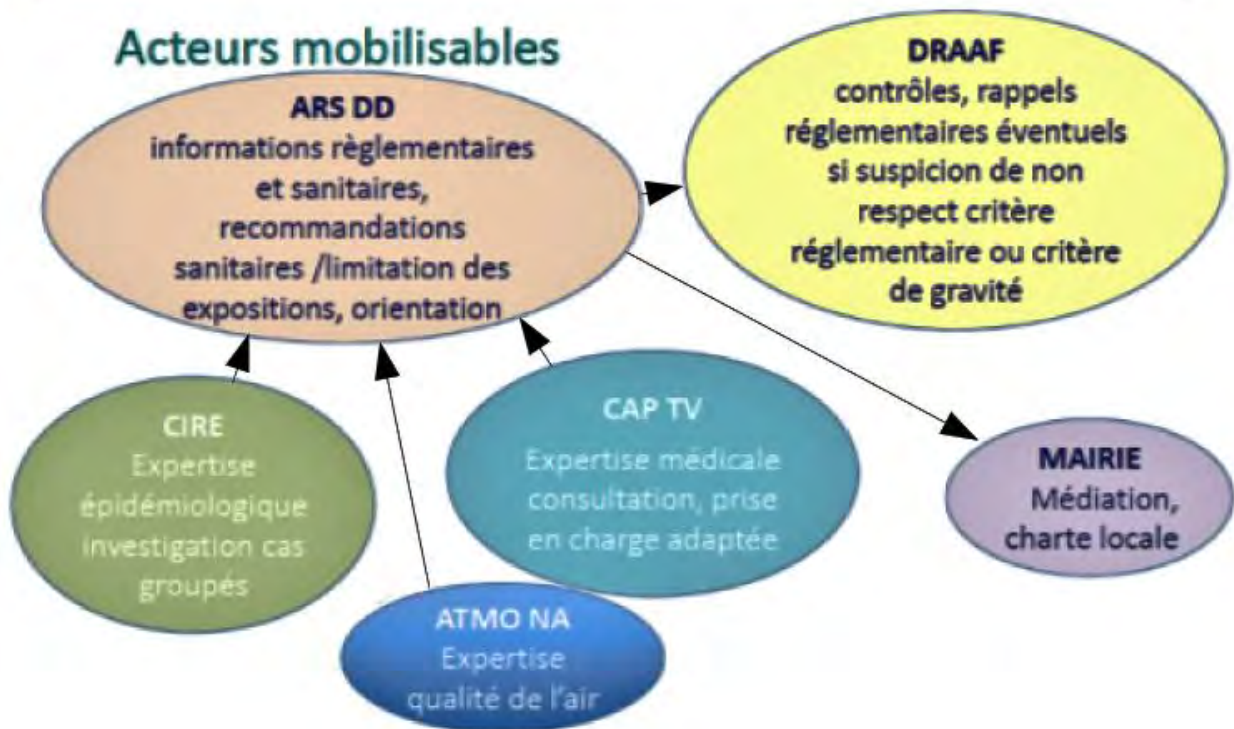 Acteurs mobilisables
ARS DD
informations règlementaires
et sanitaires,
recommandations
sanitaires /limitation des
expositions, orientation
DRAAF
contrôles, rappels
réglementaires éventuels
si suspicion de non
respect critère
réglementaire ou critère
de gravité
CIRE
Expertise
épidémiologique
investigation cas
groupés
CAP TV
Expertise médicale
consultation, prise
en charge adaptée
MAIRIE
Médiation,
charte locale
ATMO NA
Expertise
qualité de l'air